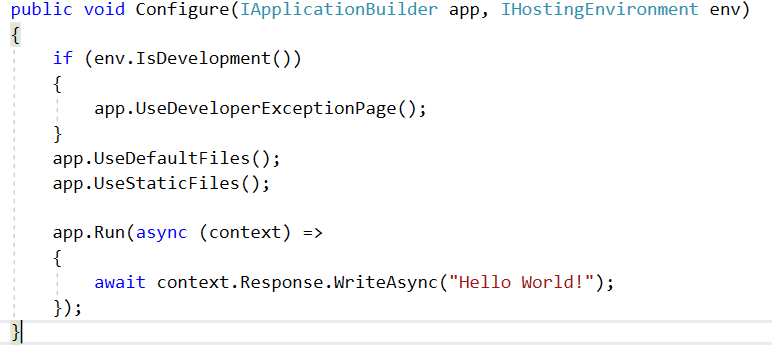 public void Configure(IApplicationBuilder app, IHostingEnvironment env)
{
    if (env.IsDevelopment())
    {
        app.UseDeveloperExceptionPage();
    }
    app.UseDefaultFiles();
    app.UseStaticFiles();

    app.Run(async (context) =>
    {
        await context.Response.WriteAsync("Hello World!");
    });
}